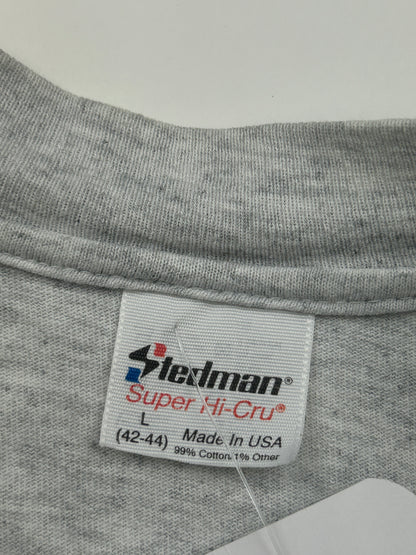 Stedman®
Super Hi-Cru®
L
(42-44) Made In USA
99% Cotton, 1% Other